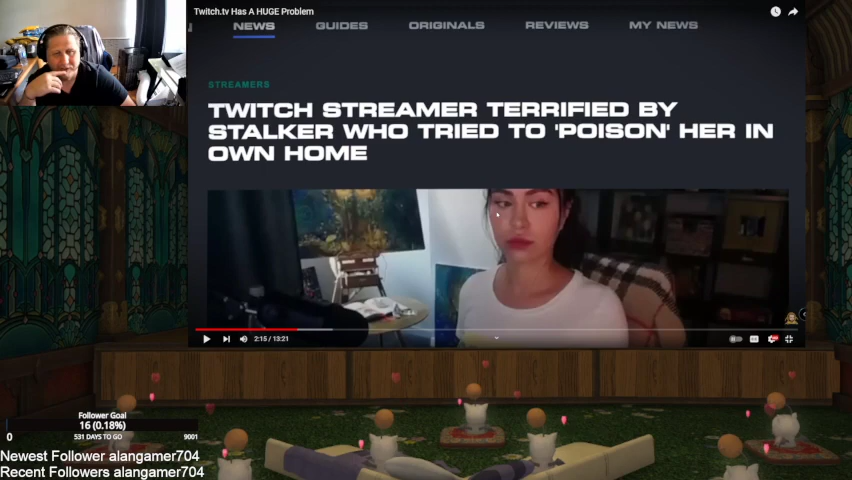 Twitch.tv Has A HUGE Problem
NEWS GUIDES ORIGINALS REVIEWS MY NEWS
STREAMERS
TWITCH STREAMER TERRIFIED BY
STALKER WHO TRIED TO 'POISON' HER IN
OWN HOME
2:15 / 13:21
Follower Goal
16 (0.18%)
0 531 DAYS TO GO 9001
Newest Follower alangamer704
Recent Followers alangamer704